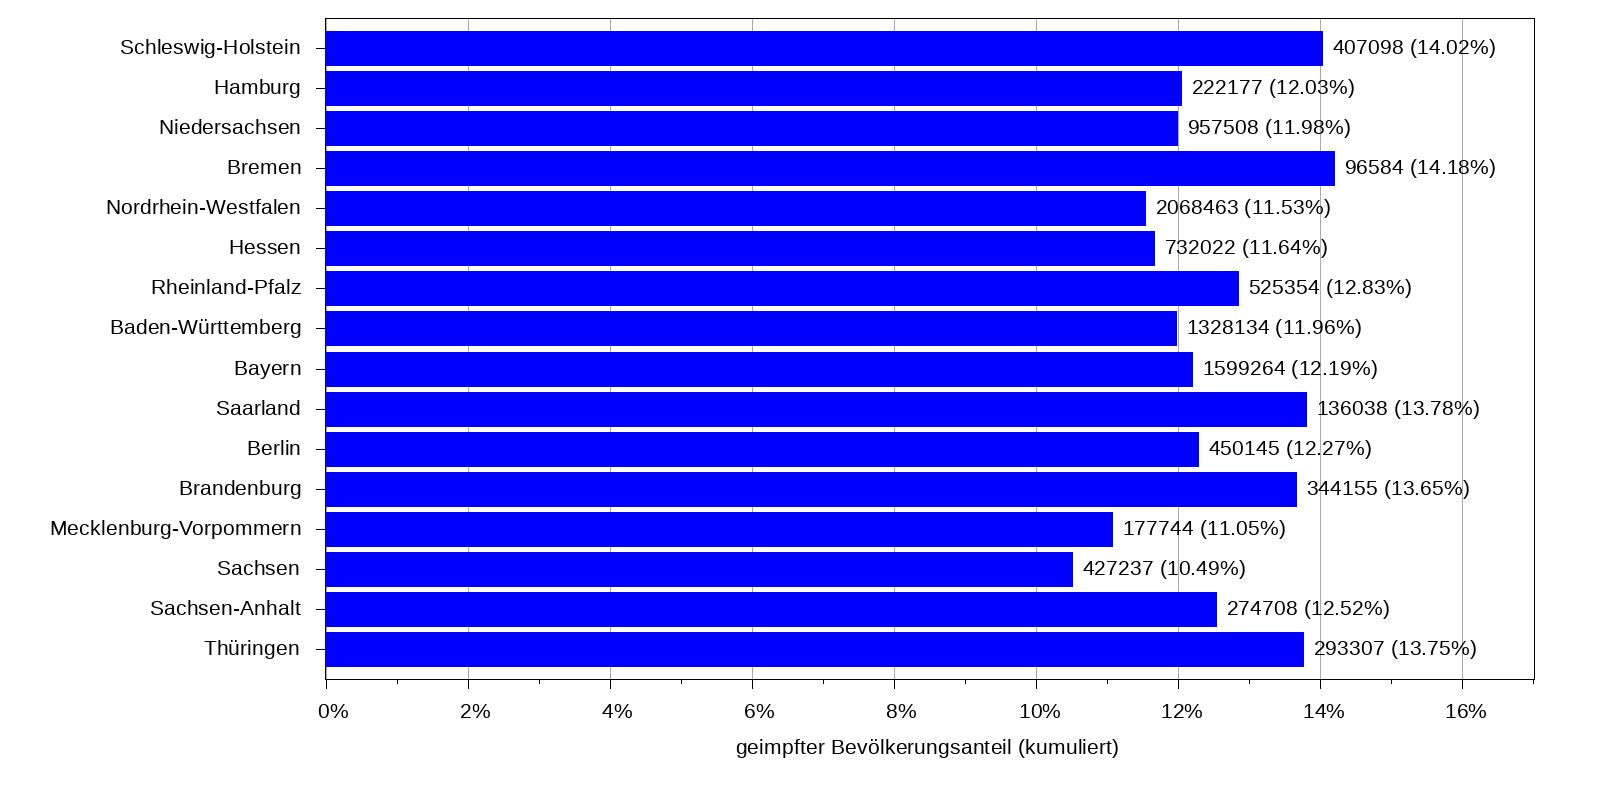 Schleswig-Holstein 407098 (14.02%)
Hamburg 222177 (12.03%)
Niedersachsen 957508 (11.98%)
Bremen 96584 (14.18%)
Nordrhein-Westfalen 2068463 (11.53%)
Hessen 732022 (11.64%)
Rheinland-Pfalz 525354 (12.83%)
Baden-Württemberg 1328134 (11.96%)
Bayern 1599264 (12.19%)
Saarland 136038 (13.78%)
Berlin 450145 (12.27%)
Brandenburg 344155 (13.65%)
Mecklenburg-Vorpommern 177744 (11.05%)
Sachsen 427237 (10.49%)
Sachsen-Anhalt 274708 (12.52%)
Thüringen 293307 (13.75%)
0% 2% 4% 6% 8% 10% 12% 14% 16%
geimpfter Bevölkerungsanteil (kumuliert)